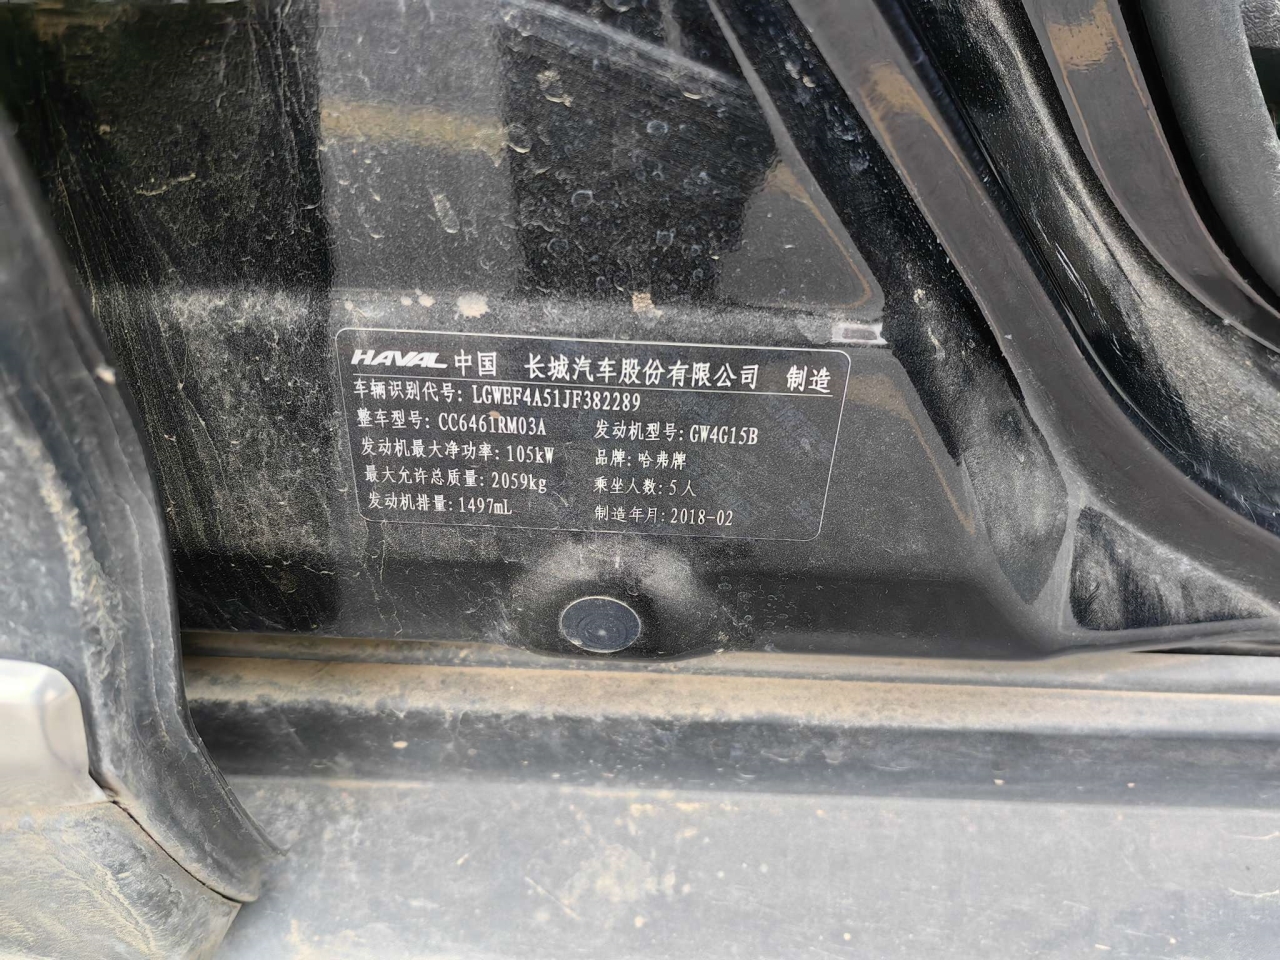 HAVAL 中国 长城汽车股份有限公司 制造
车辆识别代号: LGWEF4A51JF382289
整车型号: CC6461RM03A 发动机型号: GW4G15B
发动机最大净功率: 105kW 品牌: 哈弗牌
最大允许总质量: 2059kg 乘坐人数: 5人
发动机排量: 1497mL 制造年月: 2018-02